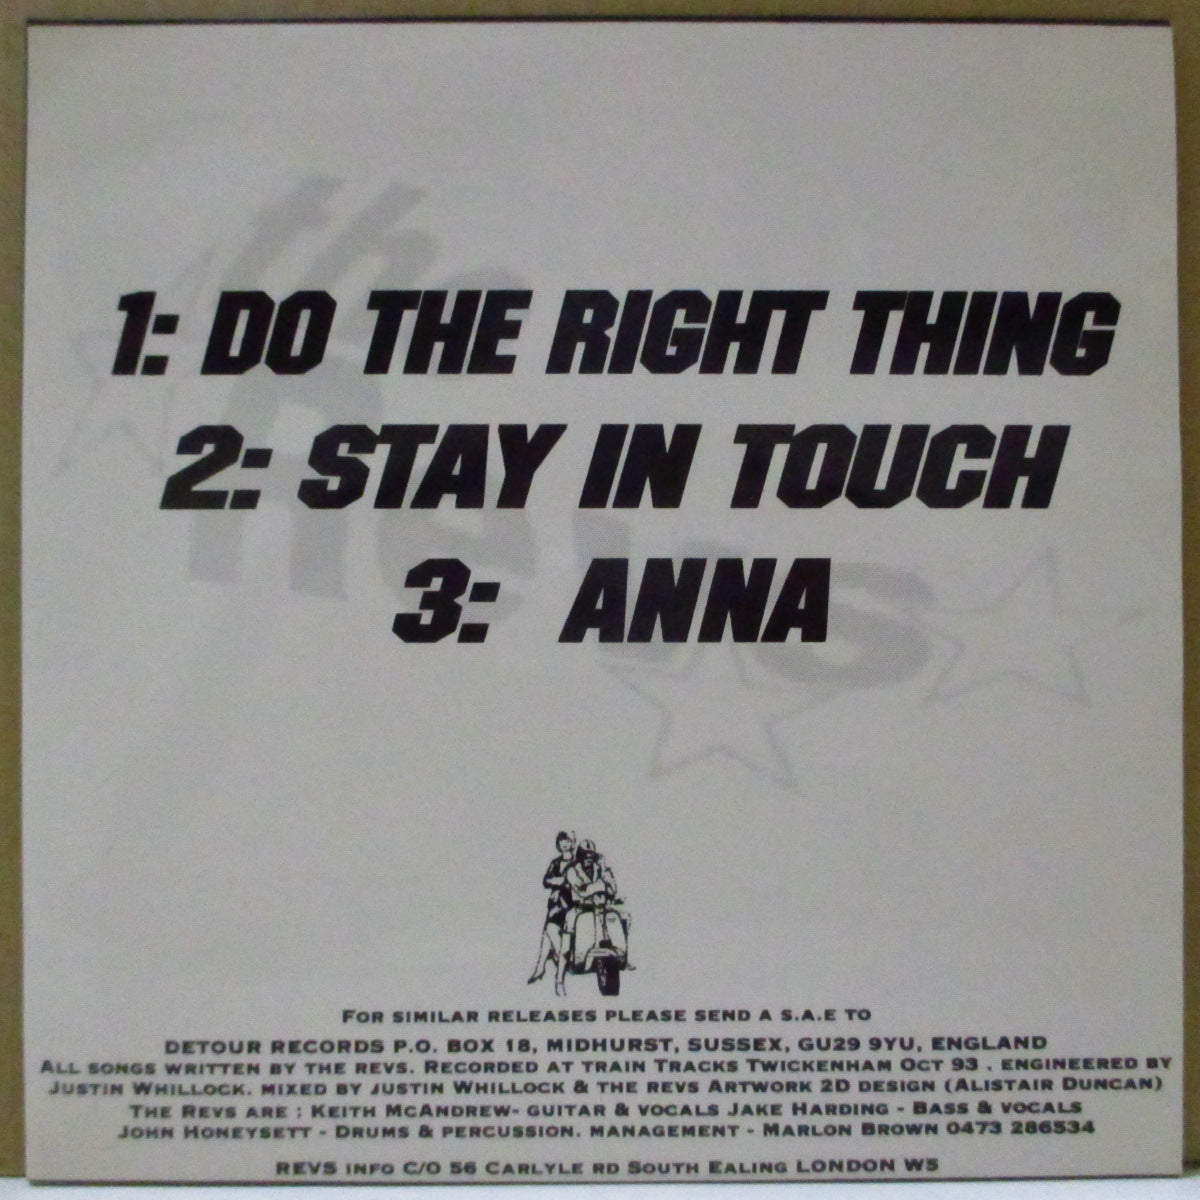 the Revs
1: DO THE RIGHT THING
2: STAY IN TOUCH
3: ANNA
FOR SIMILAR RELEASES PLEASE SEND A S.A.E TO
DETOUR RECORDS P.O. BOX 18, MIDHURST, SUSSEX, GU29 9YU, ENGLAND
ALL SONGS WRITTEN BY THE REVS. RECORDED AT TRAIN TRACKS TWICKENHAM OCT 93 . ENGINEERED BY
JUSTIN WHILLOCK. MIXED BY JUSTIN WHILLOCK & THE REVS ARTWORK 2D DESIGN (ALISTAIR DUNCAN)
THE REVS ARE : KEITH MCANDREW- GUITAR & VOCALS JAKE HARDING - BASS & VOCALS
JOHN HONEYSETT - DRUMS & PERCUSSION. MANAGEMENT - MARLON BROWN 0473 286534
REVS INFO C/O 56 CARLYLE RD SOUTH EALING LONDON W5